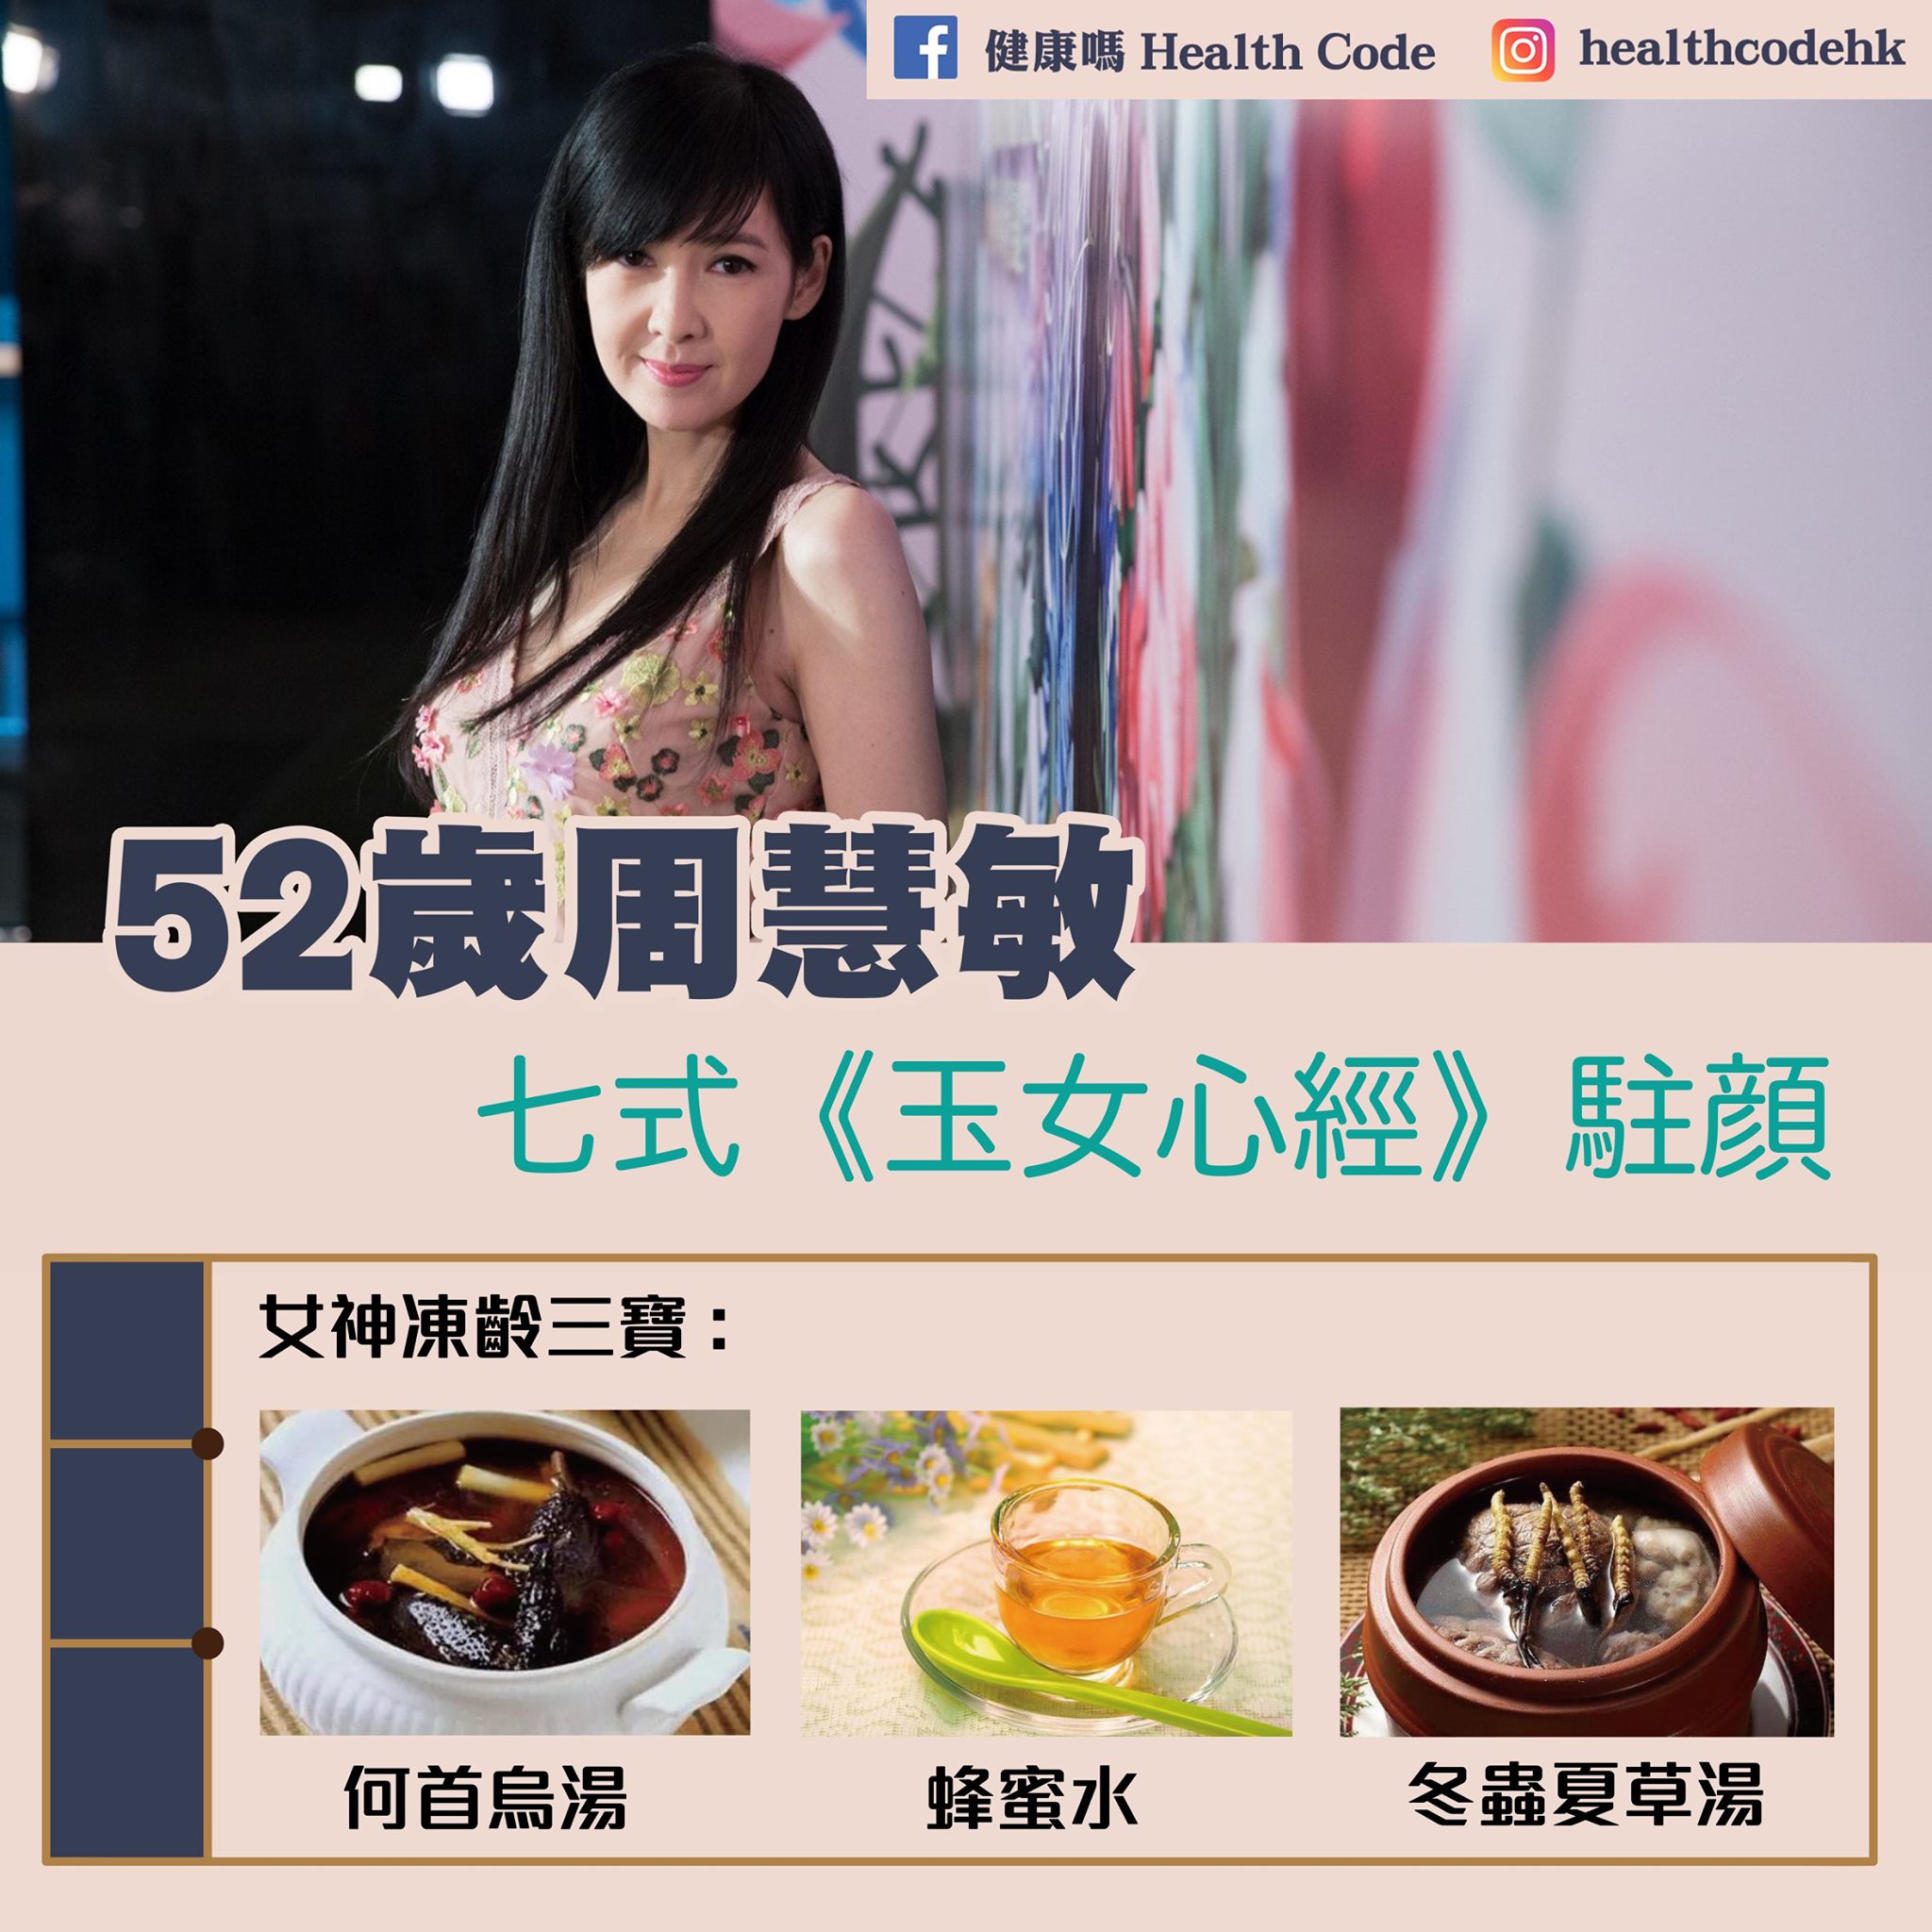 健康嗎 Health Code
healthcodehk
52歲周慧敏
七式《玉女心經》駐顏
女神凍齡三寶：
何首烏湯
蜂蜜水
冬蟲夏草湯